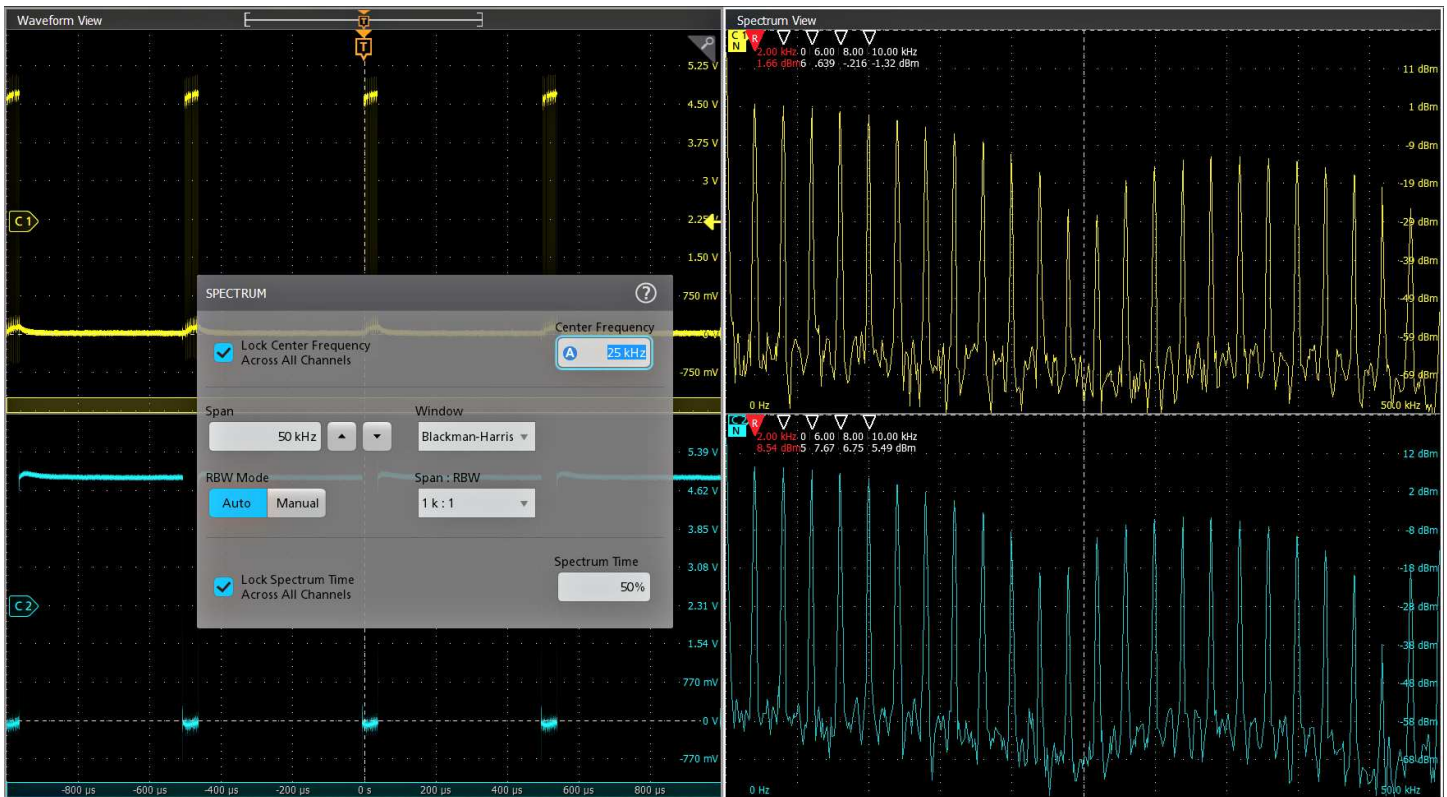 Waveform View
T
T
5.25 V
4.50 V
3.75 V
3 V
C 1
1.50 V
750 mV
-750 mV
SPECTRUM
?
Lock Center Frequency
Across All Channels
Center Frequency
A 25 kHz
Span
Window
50 kHz
Blackman-Harris
RBW Mode
Span : RBW
Auto Manual
1 k : 1
Lock Spectrum Time
Across All Channels
Spectrum Time
50%
5.39 V
4.62 V
3.85 V
3.08 V
C 2
2.31 V
1.54 V
770 mV
0 V
-770 mV
-800 µs -600 µs -400 µs -200 µs 0 s 200 µs 400 µs 600 µs 800 µs
Spectrum View
C 1
N
R
2.00 kHz 0 6.00 8.00 10.00 kHz
1.66 dBm6 .639 -.216 -1.32 dBm
11 dBm
1 dBm
-9 dBm
-19 dBm
-29 dBm
-39 dBm
-49 dBm
-59 dBm
-69 dBm
0 Hz
50.0 kHz
N
R
2.00 kHz 0 6.00 8.00 10.00 kHz
8.54 dBm5 7.67 6.75 5.49 dBm
12 dBm
2 dBm
-8 dBm
-18 dBm
-28 dBm
-38 dBm
-48 dBm
-58 dBm
-68 dBm
0 Hz
50.0 kHz